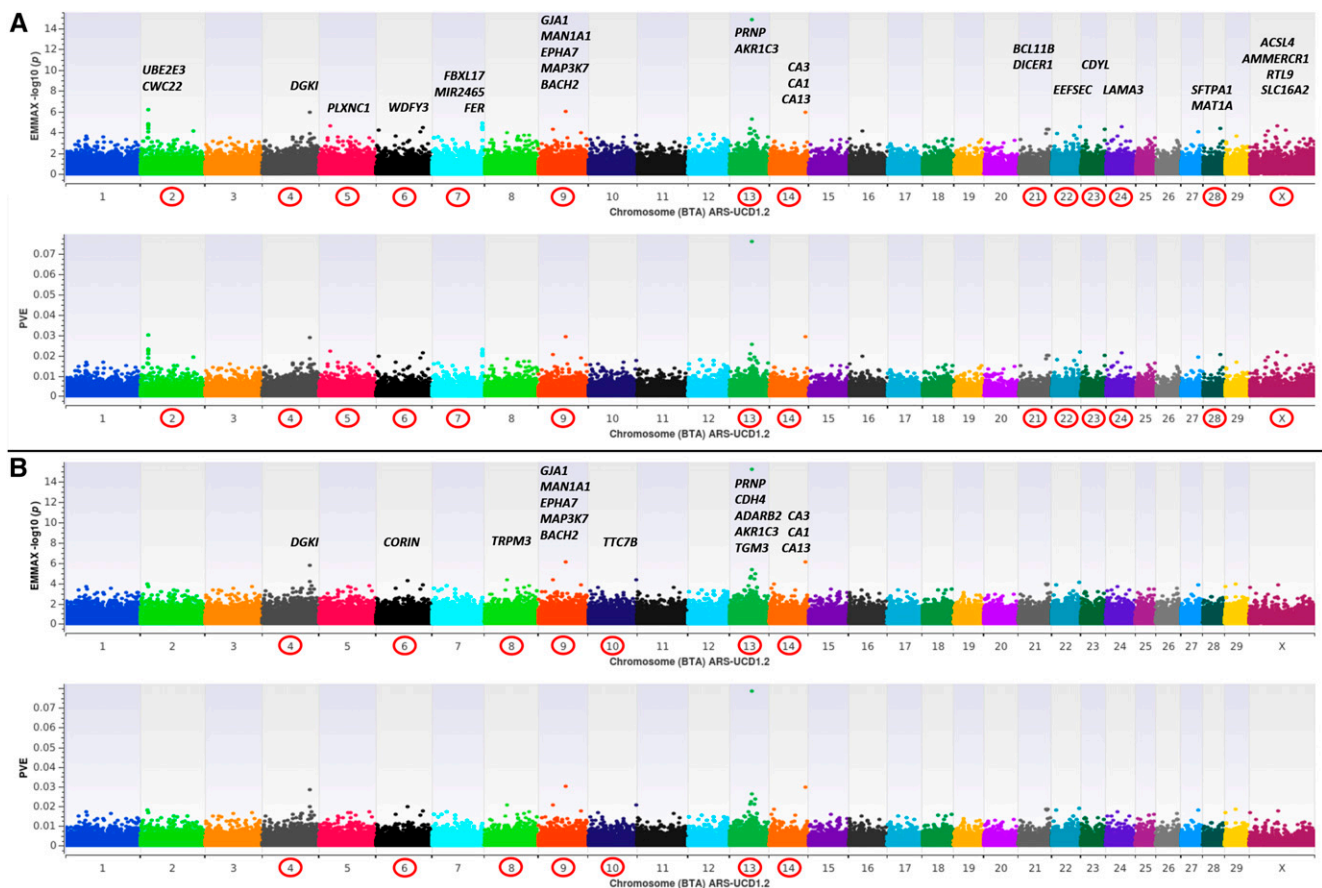 A
EMMAX -log10 (p)
14
12
10
8
6
4
2
0
UBE2E3
CWC22
DGKI
PLXNC1
WDFY3
FBXL17
MIR2465
FER
GJA1
MAN1A1
EPHA7
MAP3K7
BACH2
PRNP
AKR1C3
CA3
CA1
CA13
BCL11B
DICER1
EEFSEC
CDYL
LAMA3
SFTPA1
MAT1A
ACSL4
AMMERCR1
RTL9
SLC16A2
1 2 3 4 5 6 7 8 9 10 11 12 13 14 15 16 17 18 19 20 21 22 23 24 25 26 27 28 29 X
Chromosome (BTA) ARS-UCD1.2
PVE
0.07
0.06
0.05
0.04
0.03
0.02
0.01
0
1 2 3 4 5 6 7 8 9 10 11 12 13 14 15 16 17 18 19 20 21 22 23 24 25 26 27 28 29 X
Chromosome (BTA) ARS-UCD1.2
B
EMMAX -log10 (p)
14
12
10
8
6
4
2
0
DGKI
CORIN
TRPM3
GJA1
MAN1A1
EPHA7
MAP3K7
BACH2
TTC7B
PRNP
CDH4
ADARB2
AKR1C3
TGM3
CA3
CA1
CA13
1 2 3 4 5 6 7 8 9 10 11 12 13 14 15 16 17 18 19 20 21 22 23 24 25 26 27 28 29 X
Chromosome (BTA) ARS-UCD1.2
PVE
0.07
0.06
0.05
0.04
0.03
0.02
0.01
0
1 2 3 4 5 6 7 8 9 10 11 12 13 14 15 16 17 18 19 20 21 22 23 24 25 26 27 28 29 X
Chromosome (BTA) ARS-UCD1.2